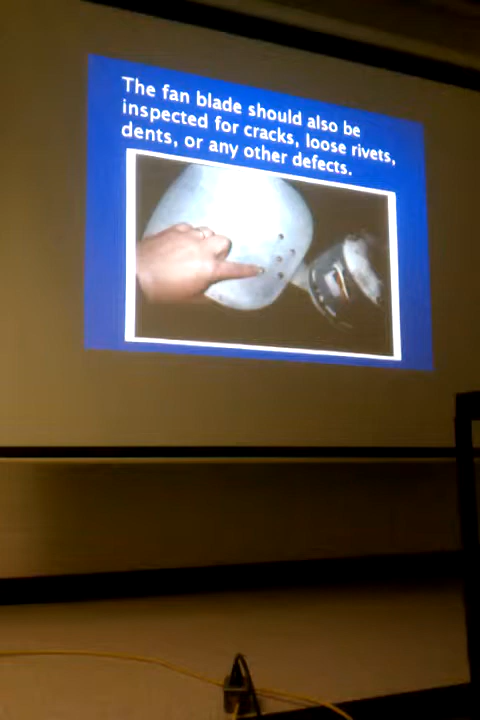 The fan blade should also be
inspected for cracks, loose rivets,
dents, or any other defects.